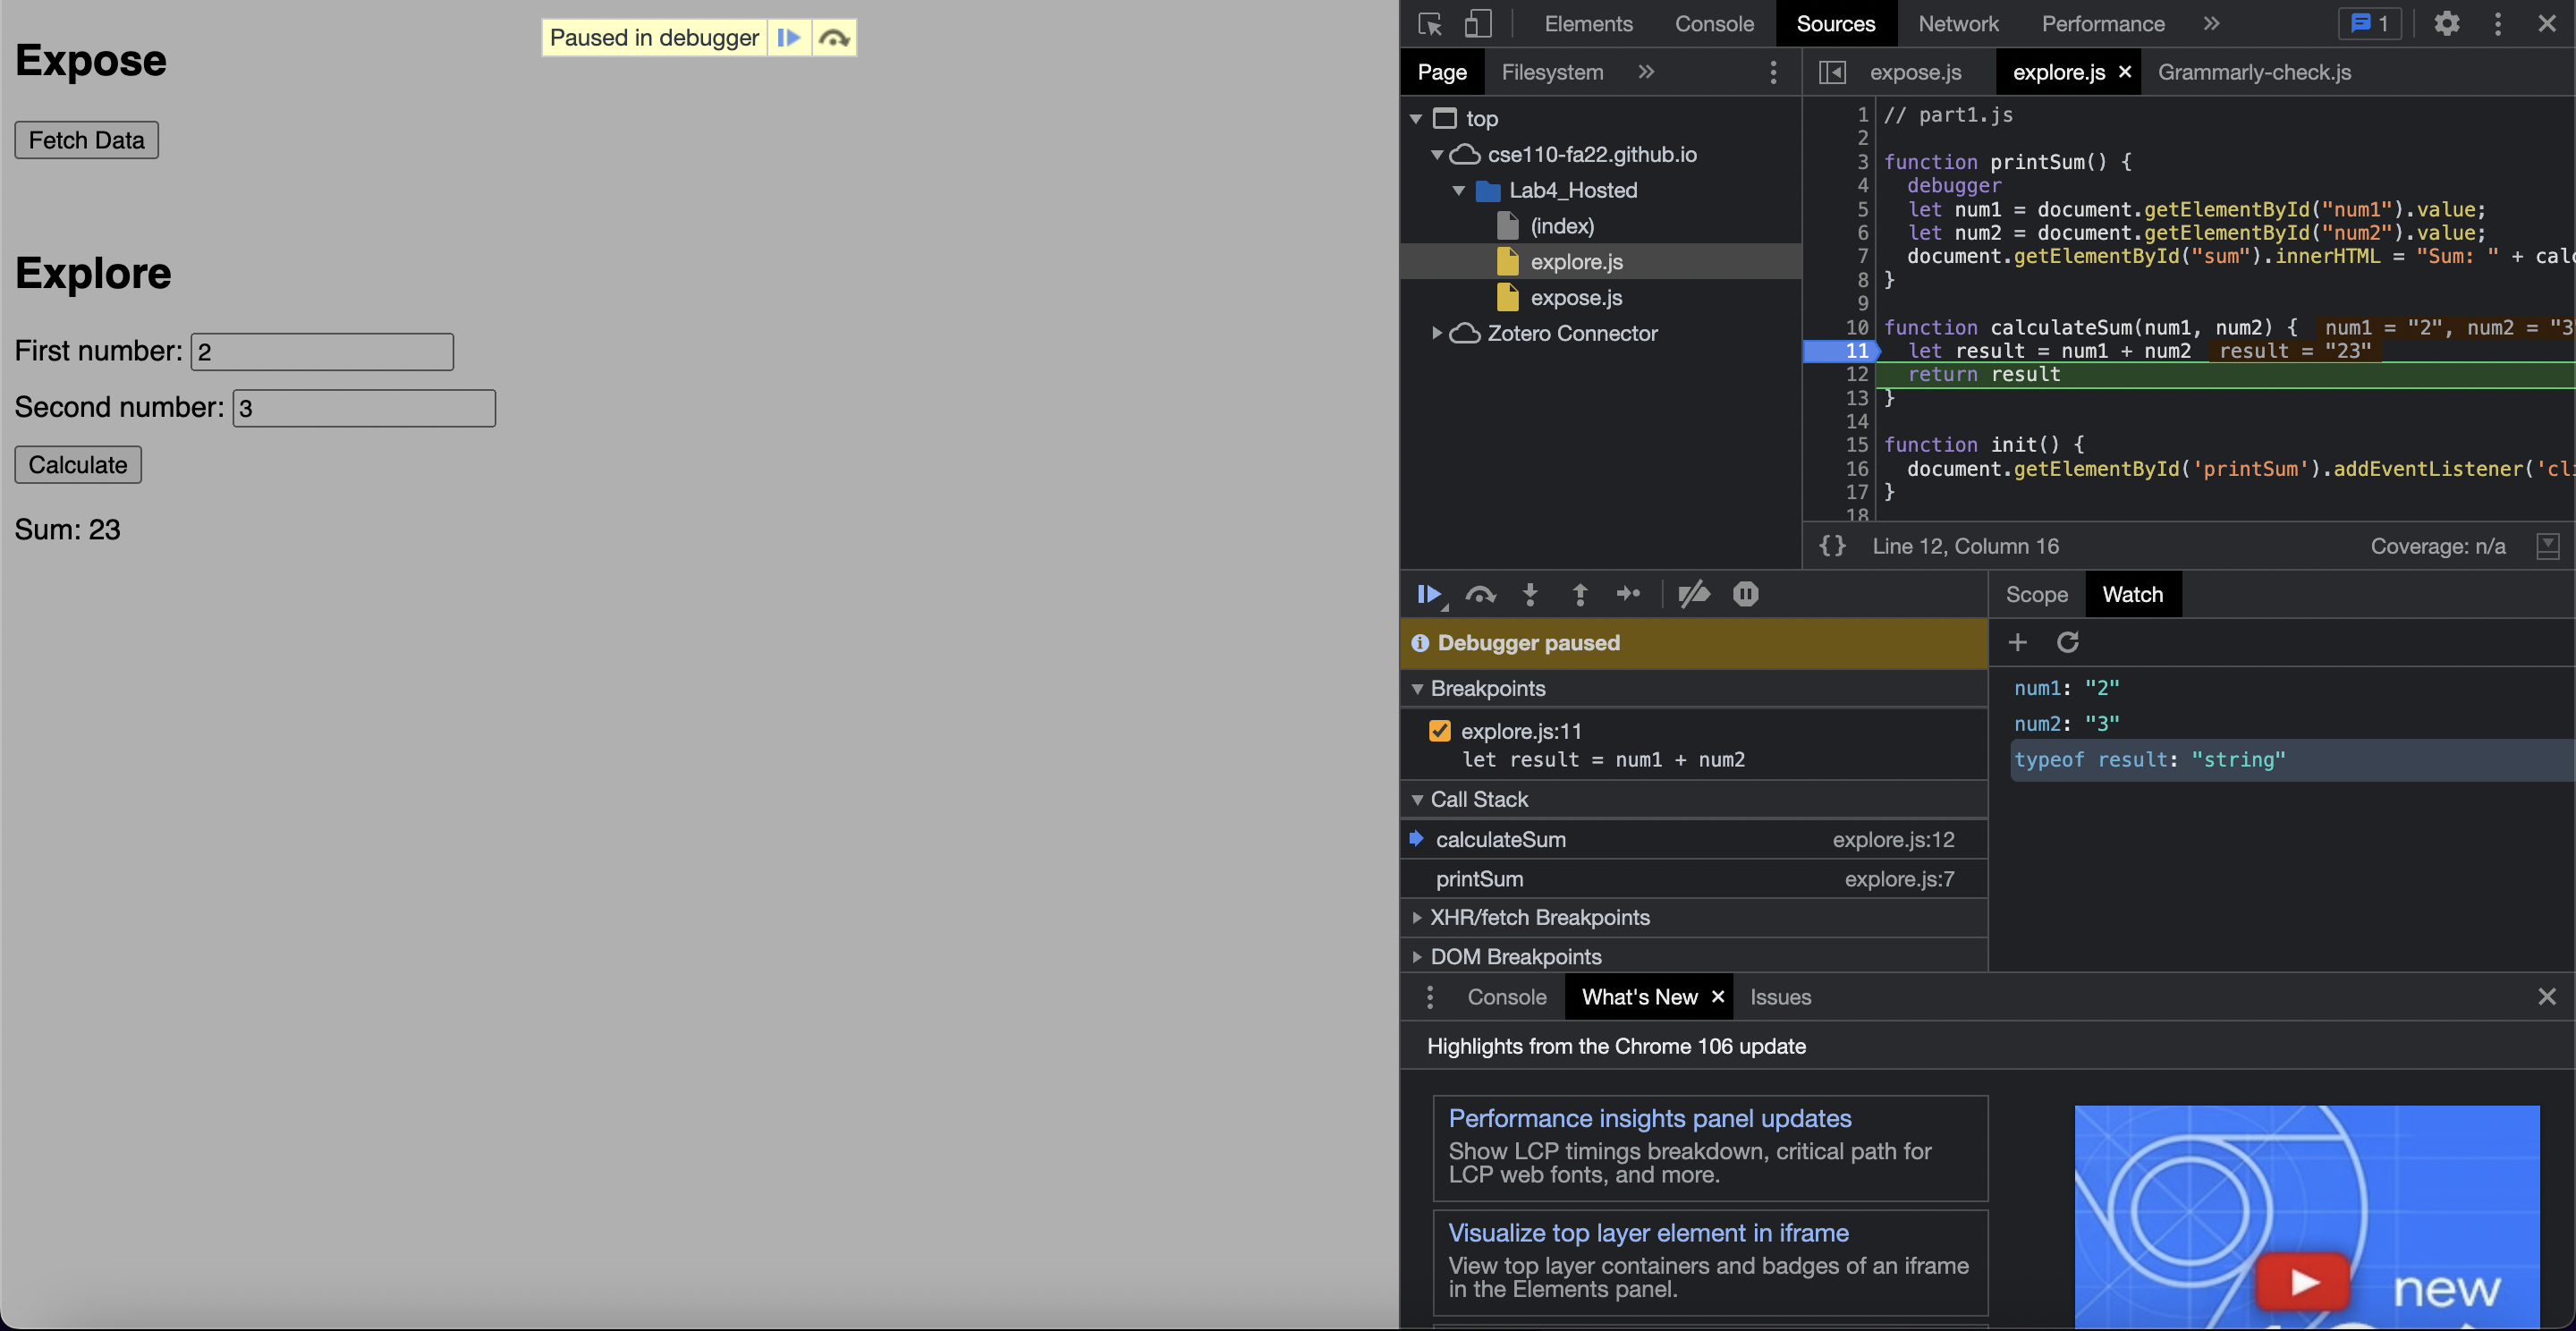 Paused in debugger
Expose
Fetch Data
Explore
First number: 2
Second number: 3
Calculate
Sum: 23
Elements Console Sources Network Performance » 1
Page Filesystem » expose.js explore.js × Grammarly-check.js
top
cse110-fa22.github.io
Lab4_Hosted
(index)
explore.js
expose.js
Zotero Connector
1 // part1.js
2
3 function printSum() {
4 debugger
5 let num1 = document.getElementById("num1").value;
6 let num2 = document.getElementById("num2").value;
7 document.getElementById("sum").innerHTML = "Sum: " + calc
8 }
9
10 function calculateSum(num1, num2) { num1 = "2", num2 = "3
11 let result = num1 + num2 result = "23"
12 return result
13 }
14
15 function init() {
16 document.getElementById('printSum').addEventListener('cli
17 }
18
{} Line 12, Column 16 Coverage: n/a
Scope Watch
Debugger paused
Breakpoints
explore.js:11
let result = num1 + num2
Call Stack
calculateSum explore.js:12
printSum explore.js:7
XHR/fetch Breakpoints
DOM Breakpoints
num1: "2"
num2: "3"
typeof result: "string"
Console What's New × Issues
Highlights from the Chrome 106 update
Performance insights panel updates
Show LCP timings breakdown, critical path for
LCP web fonts, and more.
Visualize top layer element in iframe
View top layer containers and badges of an iframe
in the Elements panel.
new